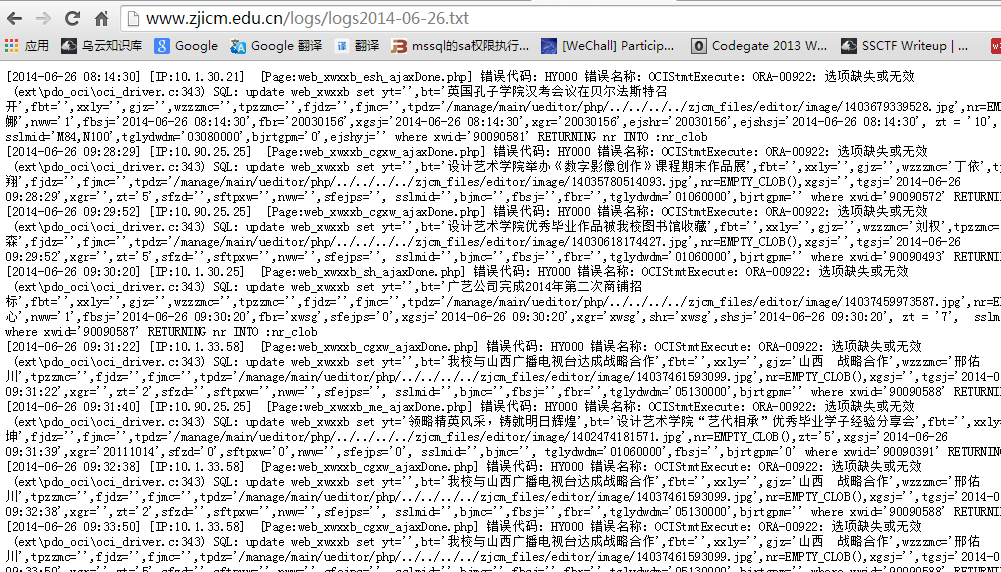 www.zjicm.edu.cn/logs/logs2014-06-26.txt
应用 乌云知识库 Google Google 翻译 翻译 mssql的sa权限执行... [WeChall] Particip... Codegate 2013 W... SSCTF Writeup | ...
[2014-06-26 08:14:30] [IP:10.1.30.21] [Page:web_xwxxb_esh_ajaxDone.php] 错误代码: HY000 错误名称: OCIStmtExecute: ORA-00922: 选项缺失或无效
(ext\pdo_oci\oci_driver.c:343) SQL: update web_xwxxb set yt='',bt='英国孔子学院汉考会议在贝尔法斯特召
开',fbt='',xxly='',gjz='',wzzzmc='',tpzzmc='',fjdz='',fjmc='',tpdz='/manage/main/ueditor/php/../../../../zjcm_files/editor/image/1403679339528.jpg',nr=EM
娜',nww='1',fbsj='2014-06-26 08:14:30',fbr='20030156',xgsj='2014-06-26 08:14:30',xgr='20030156',ejshr='20030156',ejshsj='2014-06-26 08:14:30', zt = '10',
sslmid='M84,N100',tglydwdm='03080000',bjrtgpm='0',ejshyj='' where xwid='90090581' RETURNING nr INTO :nr_clob
[2014-06-26 09:28:29] [IP:10.90.25.25] [Page:web_xwxxb_cgxw_ajaxDone.php] 错误代码: HY000 错误名称: OCIStmtExecute: ORA-00922: 选项缺失或无效
(ext\pdo_oci\oci_driver.c:343) SQL: update web_xwxxb set yt='',bt='设计艺术学院举办《数字影像创作》课程期末作品展',fbt='',xxly='',gjz='',wzzzmc='丁依',tp
翔',fjdz='',fjmc='',tpdz='/manage/main/ueditor/php/../../../../zjcm_files/editor/image/14035780514093.jpg',nr=EMPTY_CLOB(),xgsj='',tgsj='2014-06-26
09:28:29',xgr='',zt='5',sfzd='',sftpxw='',nww='',sfejps='', sslmid='',bjmc='',fbsj='',fbr='',tglydwdm='01060000',bjrtgpm='' where xwid='90090572' RETURNI
[2014-06-26 09:29:52] [IP:10.90.25.25] [Page:web_xwxxb_cgxw_ajaxDone.php] 错误代码: HY000 错误名称: OCIStmtExecute: ORA-00922: 选项缺失或无效
(ext\pdo_oci\oci_driver.c:343) SQL: update web_xwxxb set yt='',bt='设计艺术学院优秀毕业作品被我校图书馆收藏',fbt='',xxly='',gjz='',wzzzmc='刘权',tpzzmc=
森',fjdz='',fjmc='',tpdz='/manage/main/ueditor/php/../../../../zjcm_files/editor/image/14030618174427.jpg',nr=EMPTY_CLOB(),xgsj='',tgsj='2014-06-26
09:29:52',xgr='',zt='5',sfzd='',sftpxw='',nww='',sfejps='', sslmid='',bjmc='',fbsj='',fbr='',tglydwdm='01060000',bjrtgpm='' where xwid='90090493' RETURNI
[2014-06-26 09:30:20] [IP:10.1.30.25] [Page:web_xwxxb_sh_ajaxDone.php] 错误代码: HY000 错误名称: OCIStmtExecute: ORA-00922: 选项缺失或无效
(ext\pdo_oci\oci_driver.c:343) SQL: update web_xwxxb set yt='',bt='广艺公司完成2014年第二次商铺招
标',fbt='',xxly='',gjz='',wzzzmc='',tpzzmc='',fjdz='',fjmc='',tpdz='/manage/main/ueditor/php/../../../../zjcm_files/editor/image/14037459973587.jpg',nr=E
心',nww='1',fbsj='2014-06-26 09:30:20',fbr='xwsg',sfejps='0',xgsj='2014-06-26 09:30:20',xgr='xwsg',shr='xwsg',shsj='2014-06-26 09:30:20', zt = '7', sslm
where xwid='90090587' RETURNING nr INTO :nr_clob
[2014-06-26 09:31:22] [IP:10.1.33.58] [Page:web_xwxxb_cgxw_ajaxDone.php] 错误代码: HY000 错误名称: OCIStmtExecute: ORA-00922: 选项缺失或无效
(ext\pdo_oci\oci_driver.c:343) SQL: update web_xwxxb set yt='',bt='我校与山西广播电视台达成战略合作',fbt='',xxly='',gjz='山西 战略合作',wzzzmc='邢佑
川',tpzzmc='',fjdz='',fjmc='',tpdz='/manage/main/ueditor/php/../../../../zjcm_files/editor/image/14037461593099.jpg',nr=EMPTY_CLOB(),xgsj='',tgsj='2014-0
09:31:22',xgr='',zt='2',sfzd='',sftpxw='',nww='',sfejps='', sslmid='',bjmc='',fbsj='',fbr='',tglydwdm='05130000',bjrtgpm='' where xwid='90090588' RETURNI
[2014-06-26 09:31:40] [IP:10.90.25.25] [Page:web_xwxxb_me_ajaxDone.php] 错误代码: HY000 错误名称: OCIStmtExecute: ORA-00922: 选项缺失或无效
(ext\pdo_oci\oci_driver.c:343) SQL: update web_xwxxb set yt='领略精英风采，铸就明日辉煌',bt='设计艺术学院“艺代相承”优秀毕业学子经验分享会',fbt='',xxly
坤',fjdz='',fjmc='',tpdz='/manage/main/ueditor/php/../../../../zjcm_files/editor/image/1402474181571.jpg',nr=EMPTY_CLOB(),zt='5',xgsj='2014-06-26
09:31:39',xgr='20111014',sfzd='0',sftpxw='0',nww='',sfejps='0', sslmid='',bjmc='', tglydwdm='01060000',fbsj='',bjrtgpm='0' where xwid='90090391' RETURNIN
[2014-06-26 09:32:38] [IP:10.1.33.58] [Page:web_xwxxb_cgxw_ajaxDone.php] 错误代码: HY000 错误名称: OCIStmtExecute: ORA-00922: 选项缺失或无效
(ext\pdo_oci\oci_driver.c:343) SQL: update web_xwxxb set yt='',bt='我校与山西广播电视台达成战略合作',fbt='',xxly='',gjz='山西 战略合作',wzzzmc='邢佑
川',tpzzmc='',fjdz='',fjmc='',tpdz='/manage/main/ueditor/php/../../../../zjcm_files/editor/image/14037461593099.jpg',nr=EMPTY_CLOB(),xgsj='',tgsj='2014-0
09:32:38',xgr='',zt='2',sfzd='',sftpxw='',nww='',sfejps='', sslmid='',bjmc='',fbsj='',fbr='',tglydwdm='05130000',bjrtgpm='' where xwid='90090588' RETURNI
[2014-06-26 09:33:50] [IP:10.1.33.58] [Page:web_xwxxb_cgxw_ajaxDone.php] 错误代码: HY000 错误名称: OCIStmtExecute: ORA-00922: 选项缺失或无效
(ext\pdo_oci\oci_driver.c:343) SQL: update web_xwxxb set yt='',bt='我校与山西广播电视台达成战略合作',fbt='',xxly='',gjz='山西 战略合作',wzzzmc='邢佑
川',tpzzmc='',fjdz='',fjmc='',tpdz='/manage/main/ueditor/php/../../../../zjcm_files/editor/image/14037461593099.jpg',nr=EMPTY_CLOB(),xgsj='',tgsj='2014-0